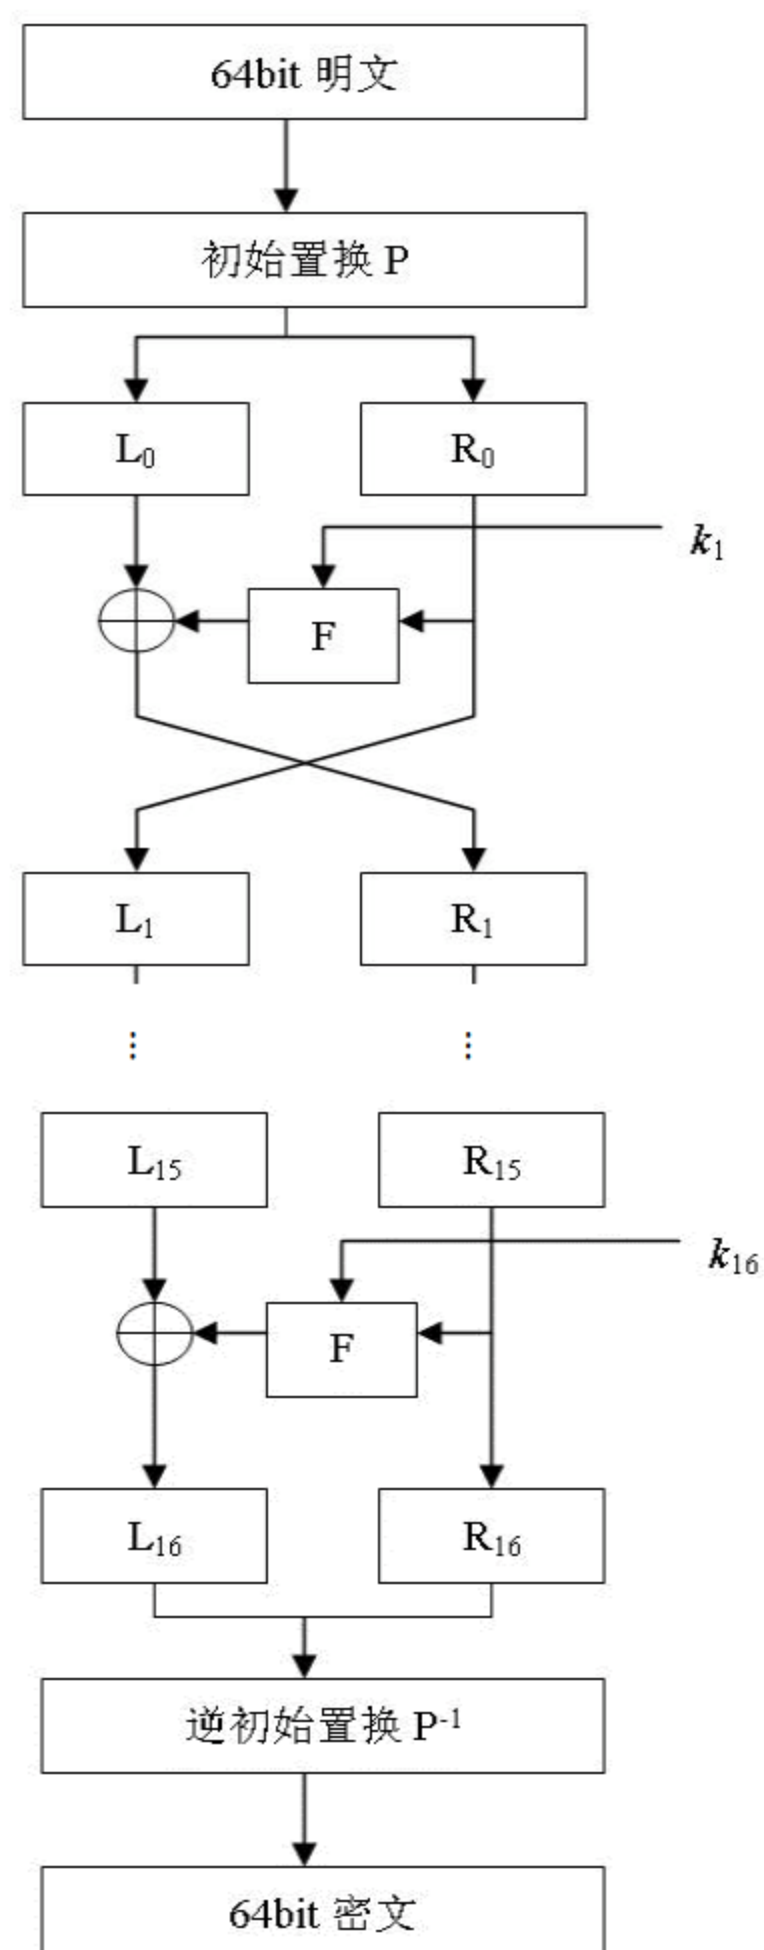 64bit 明文
初始置换 P
L₀
R₀
k₁
F
L₁
R₁
⋮ ⋮
L₁₅
R₁₅
k₁₆
F
L₁₆
R₁₆
逆初始置换 P⁻¹
64bit 密文